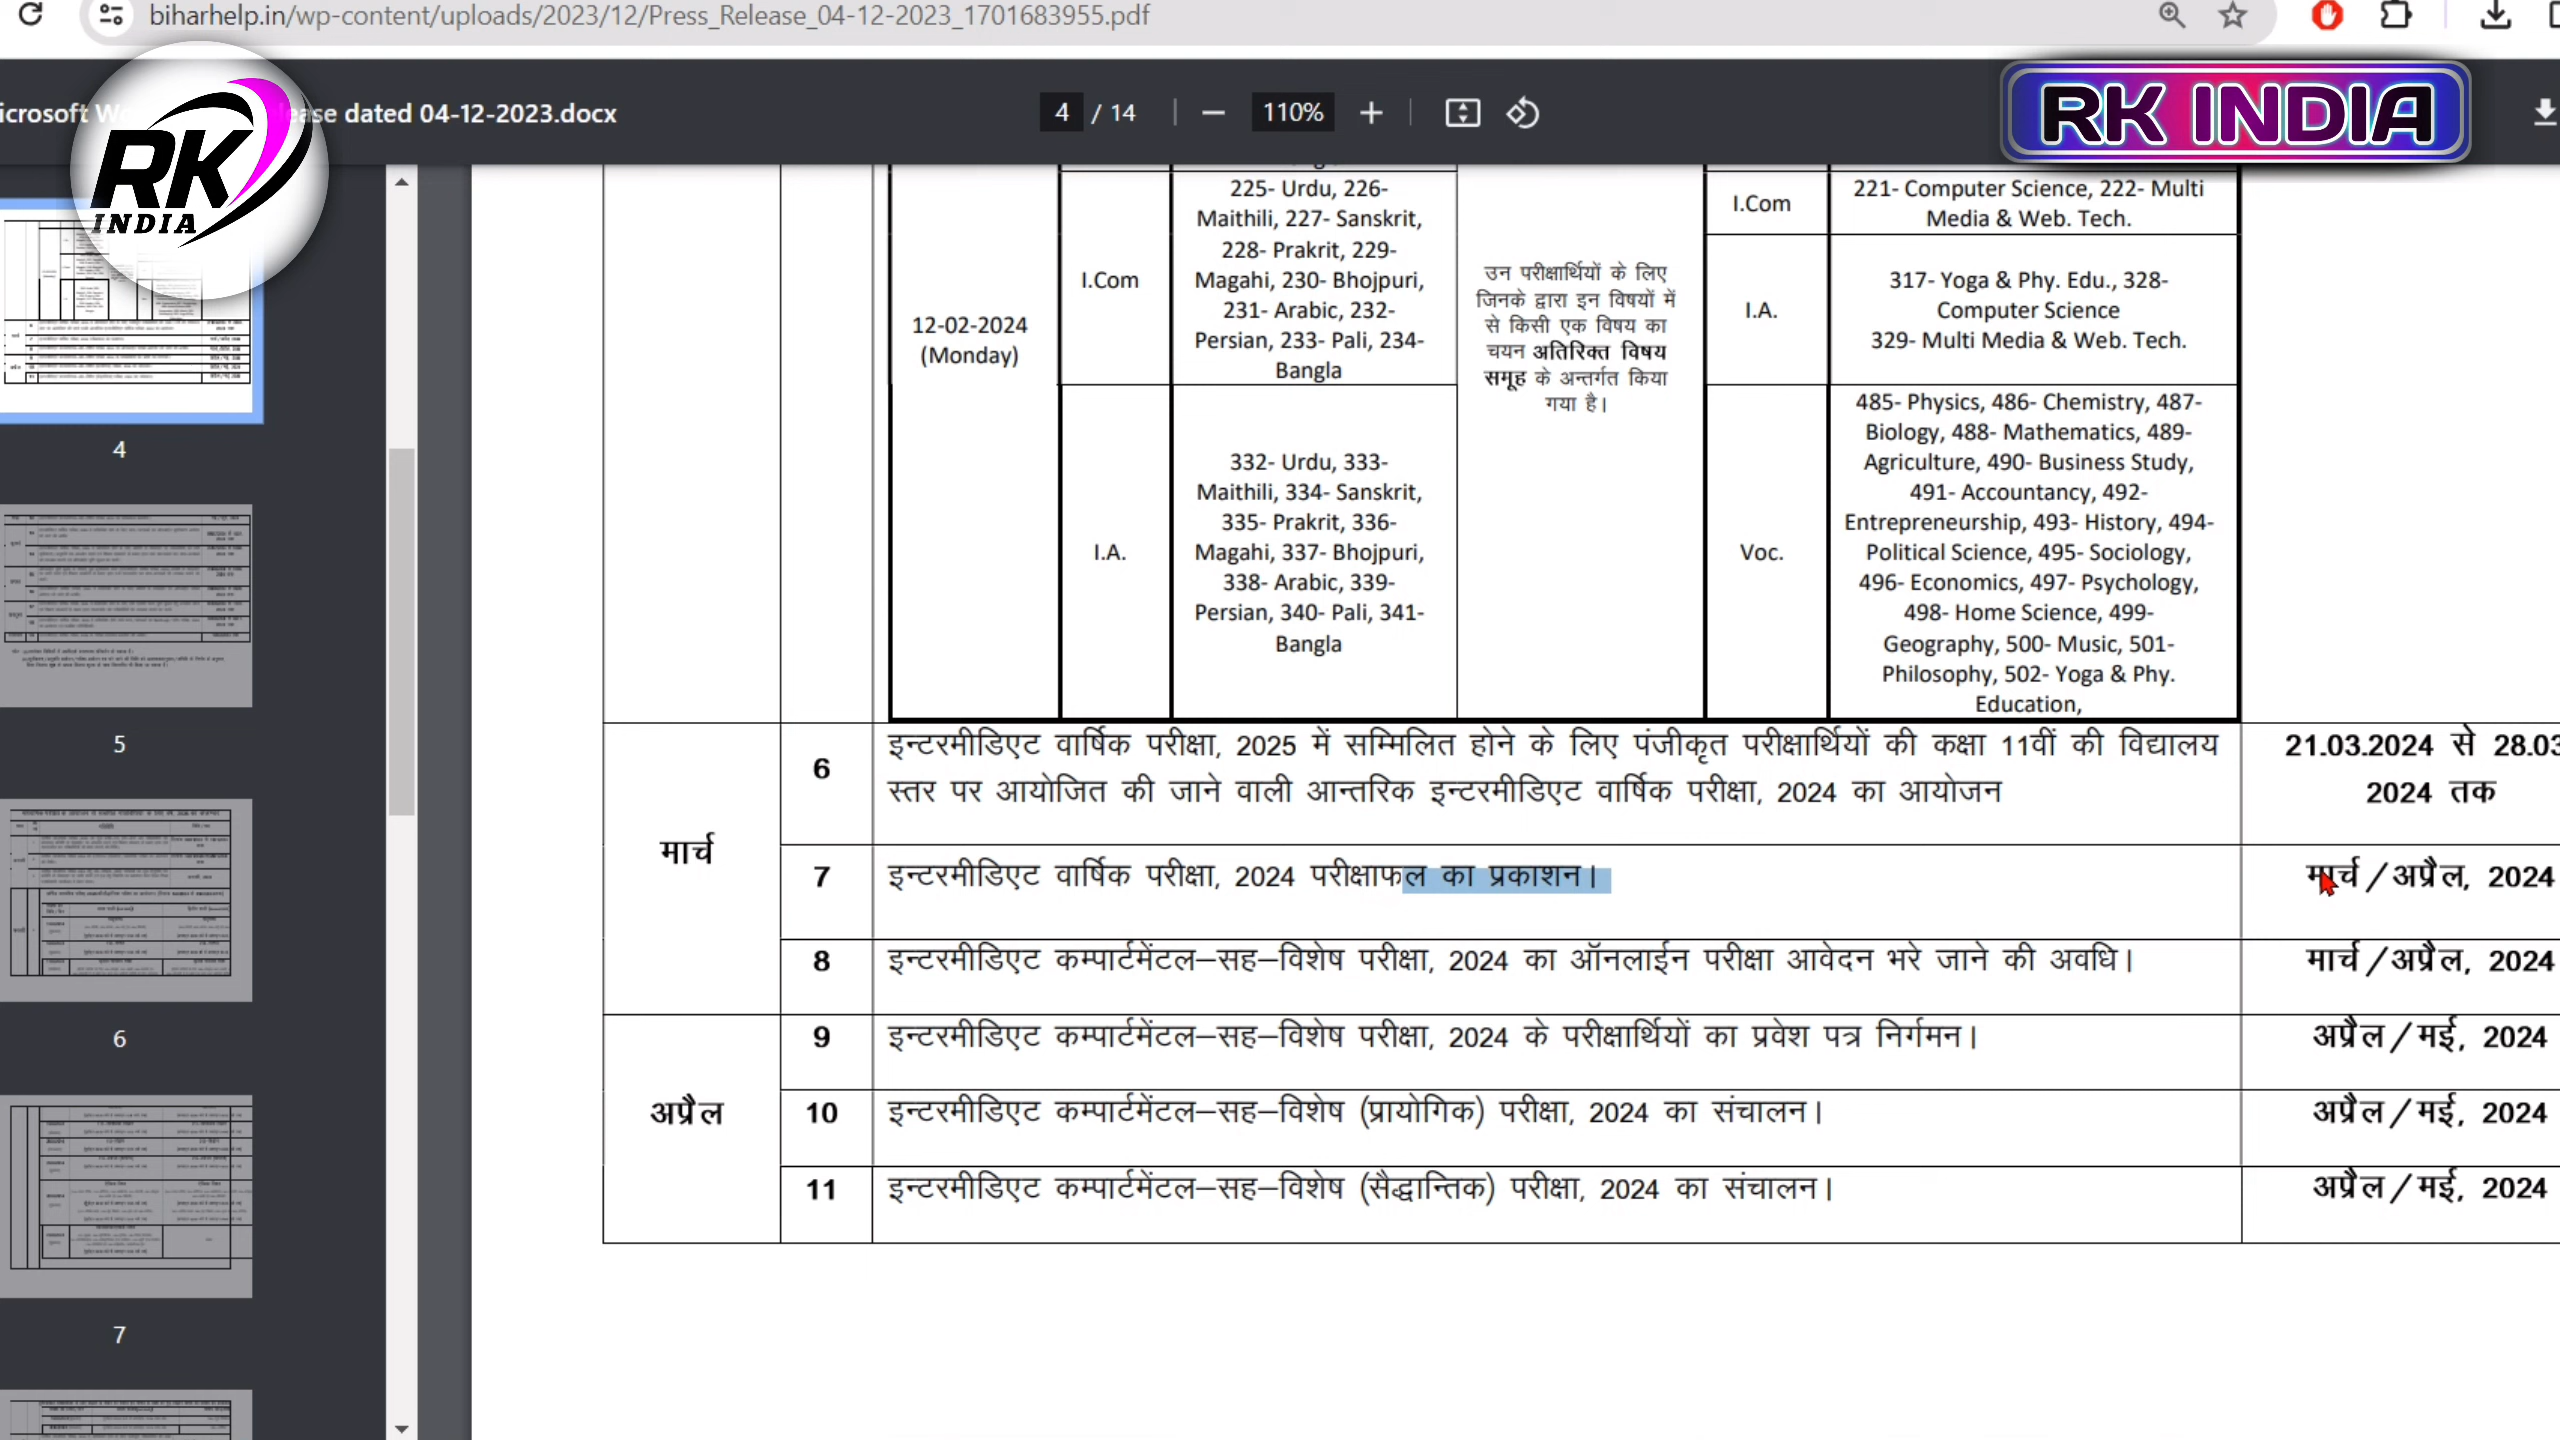 biharhelp.in/wp-content/uploads/2023/12/Press_Release_04-12-2023_1701683955.pdf
icrosoft W
ease dated 04-12-2023.docx
4 / 14
110%
RK INDIA
RK
INDIA
4
5
6
7
12-02-2024
(Monday)
I.Com
225- Urdu, 226-
Maithili, 227- Sanskrit,
228- Prakrit, 229-
Magahi, 230- Bhojpuri,
231- Arabic, 232-
Persian, 233- Pali, 234-
Bangla
I.A.
332- Urdu, 333-
Maithili, 334- Sanskrit,
335- Prakrit, 336-
Magahi, 337- Bhojpuri,
338- Arabic, 339-
Persian, 340- Pali, 341-
Bangla
उन परीक्षार्थियों के लिए
जिनके द्वारा इन विषयों में
से किसी एक विषय का
चयन अतिरिक्त विषय
समूह के अन्तर्गत किया
गया है।
I.Com
221- Computer Science, 222- Multi
Media & Web. Tech.
I.A.
317- Yoga & Phy. Edu., 328-
Computer Science
329- Multi Media & Web. Tech.
Voc.
485- Physics, 486- Chemistry, 487-
Biology, 488- Mathematics, 489-
Agriculture, 490- Business Study,
491- Accountancy, 492-
Entrepreneurship, 493- History, 494-
Political Science, 495- Sociology,
496- Economics, 497- Psychology,
498- Home Science, 499-
Geography, 500- Music, 501-
Philosophy, 502- Yoga & Phy.
Education,
मार्च
6
इन्टरमीडिएट वार्षिक परीक्षा, 2025 में सम्मिलित होने के लिए पंजीकृत परीक्षार्थियों की कक्षा 11वीं की विद्यालय
स्तर पर आयोजित की जाने वाली आन्तरिक इन्टरमीडिएट वार्षिक परीक्षा, 2024 का आयोजन
21.03.2024 से 28.03
2024 तक
7
इन्टरमीडिएट वार्षिक परीक्षा, 2024 परीक्षाफल का प्रकाशन।
मार्च/अप्रैल, 2024
8
इन्टरमीडिएट कम्पार्टमेंटल–सह–विशेष परीक्षा, 2024 का ऑनलाईन परीक्षा आवेदन भरे जाने की अवधि।
मार्च/अप्रैल, 2024
अप्रैल
9
इन्टरमीडिएट कम्पार्टमेंटल–सह–विशेष परीक्षा, 2024 के परीक्षार्थियों का प्रवेश पत्र निर्गमन।
अप्रैल/मई, 2024
10
इन्टरमीडिएट कम्पार्टमेंटल–सह–विशेष (प्रायोगिक) परीक्षा, 2024 का संचालन।
अप्रैल/मई, 2024
11
इन्टरमीडिएट कम्पार्टमेंटल–सह–विशेष (सैद्धान्तिक) परीक्षा, 2024 का संचालन।
अप्रैल/मई, 2024